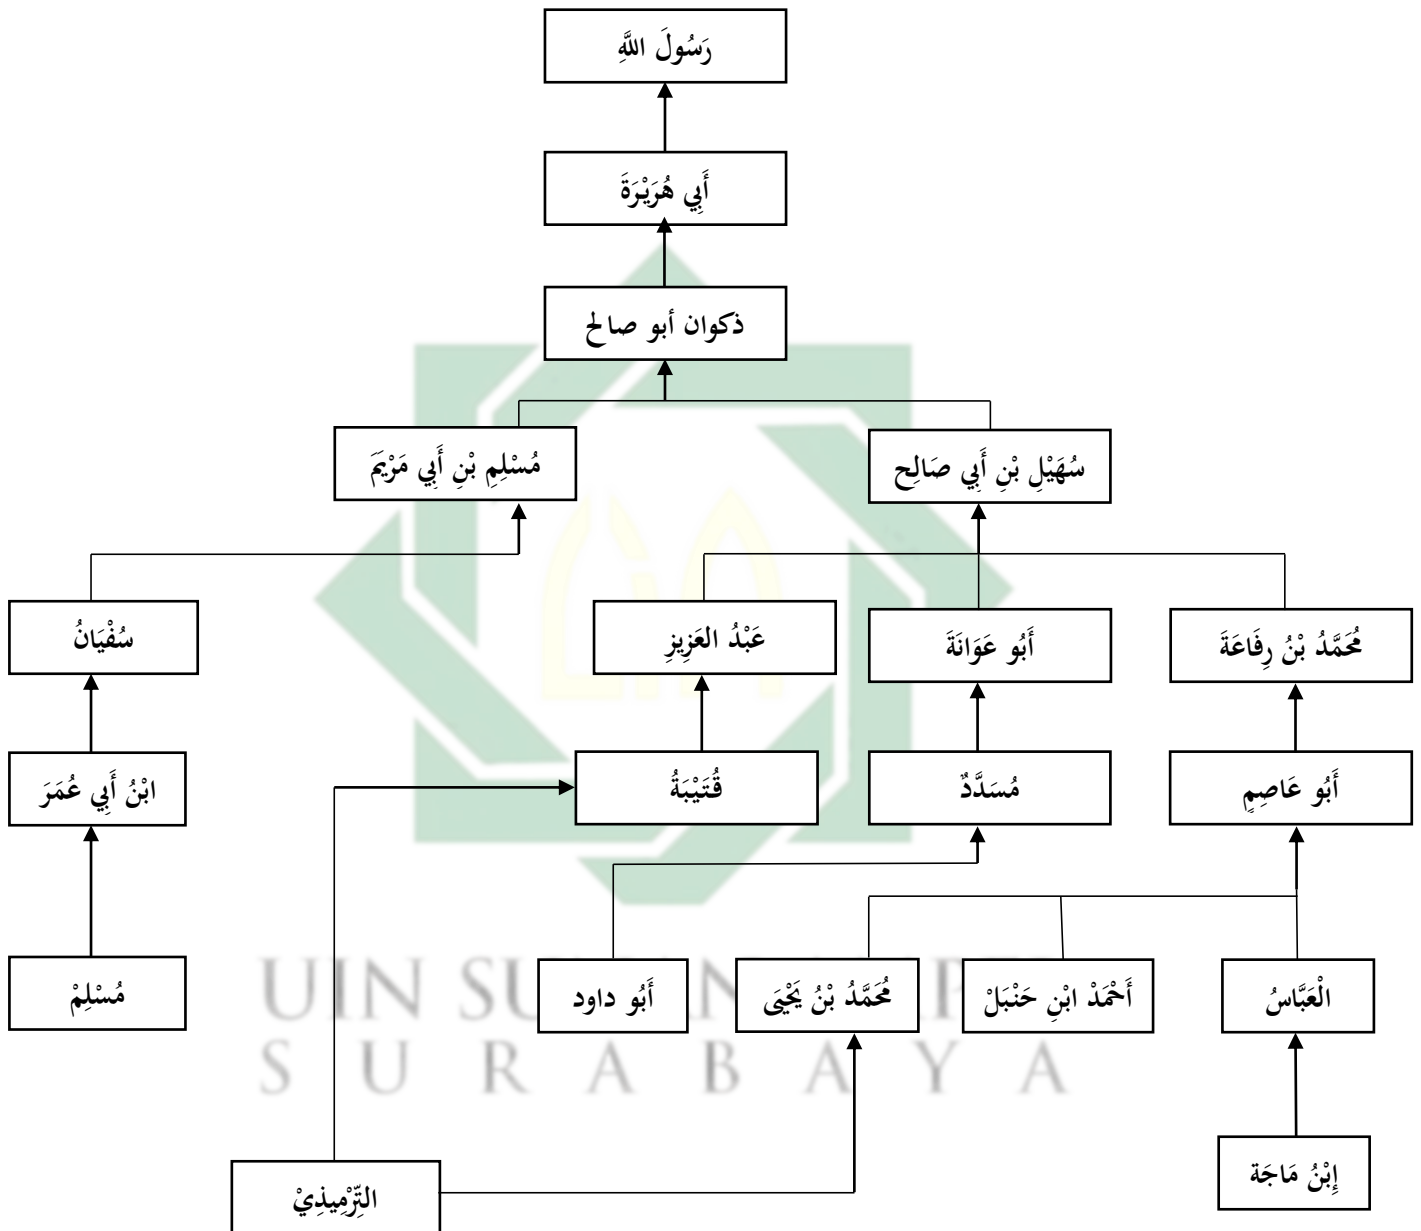 رَسُولَ اللَّهِ
أَبِي هُرَيْرَةَ
ذكوان أبو صالح
مُسْلِمِ بْنِ أَبِي مَرْيَمَ
سُهَيْلِ بْنِ أَبِي صَالِح
سُفْيَانُ
عَبْدُ العَزِيزِ
أَبُو عَوَانَةَ
مُحَمَّدُ بْنُ رِفَاعَةَ
ابْنُ أَبِي عُمَرَ
قُتَيْبَةُ
مُسَدَّدٌ
أَبُو عَاصِمٍ
مُسْلِمْ
أَبُو داود
مُحَمَّدُ بْنُ يَحْيَى
أَحْمَدْ ابْنِ حَنْبَلْ
الْعَبَّاسُ
UIN SU
S U R A B A Y A
إِبْنُ مَاجَة
التِّرْمِيذِيْ